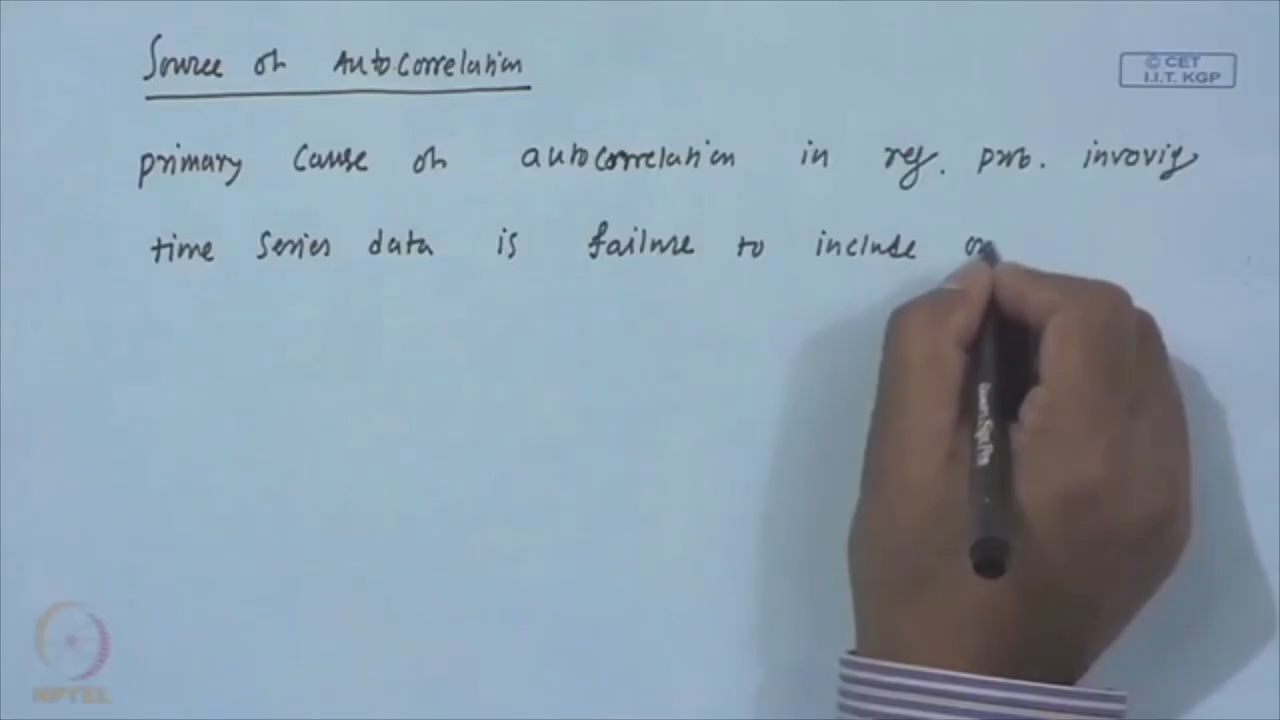 Source of Autocorrelation
© CET
I.I.T. KGP
primary cause of autocorrelation in reg. prob. invovig
time series data is failure to include
NPTEL